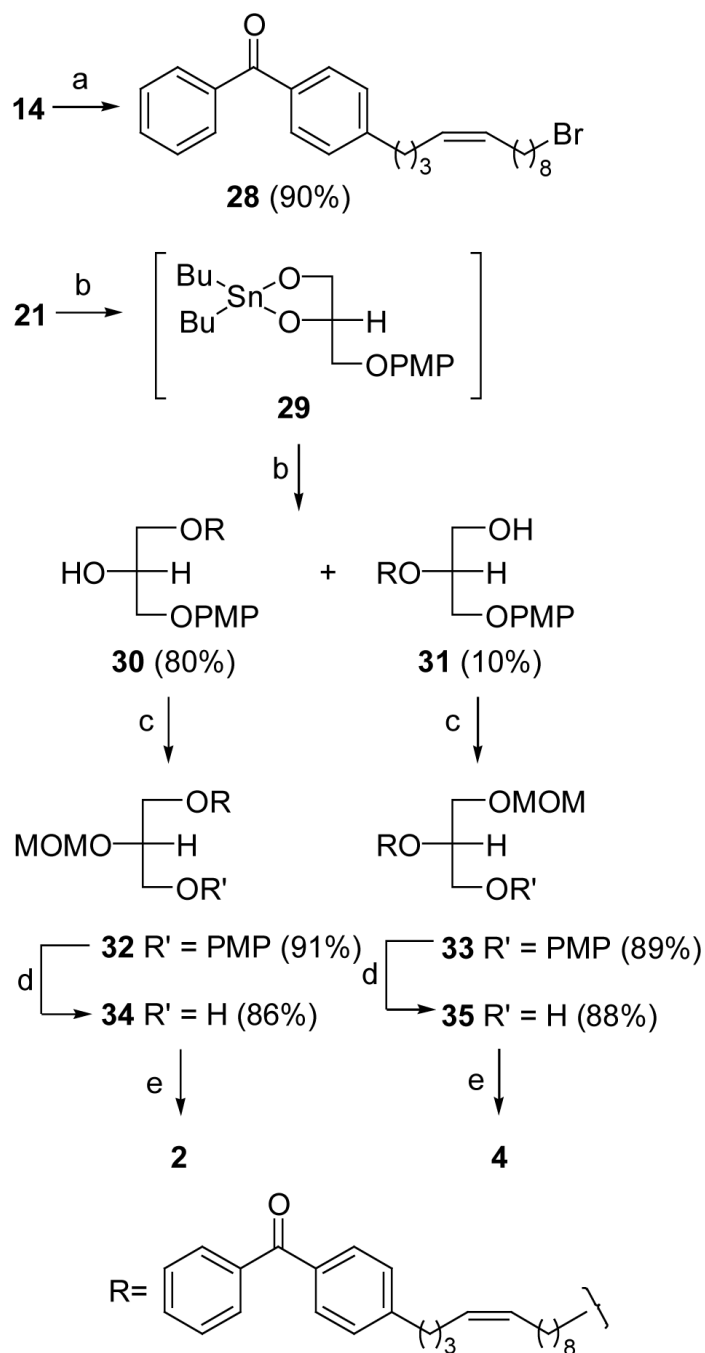 O
14 a
( )3 ( )8 Br
28 (90%)
21 b
Bu Sn O
Bu O H
OPMP
29
b
OR OH
HO H + RO H
OPMP OPMP
30 (80%) 31 (10%)
c c
OR OMOM
MOMO H RO H
OR' OR'
32 R' = PMP (91%) 33 R' = PMP (89%)
d d
34 R' = H (86%) 35 R' = H (88%)
e e
2 4
O
R=
( )3 ( )8